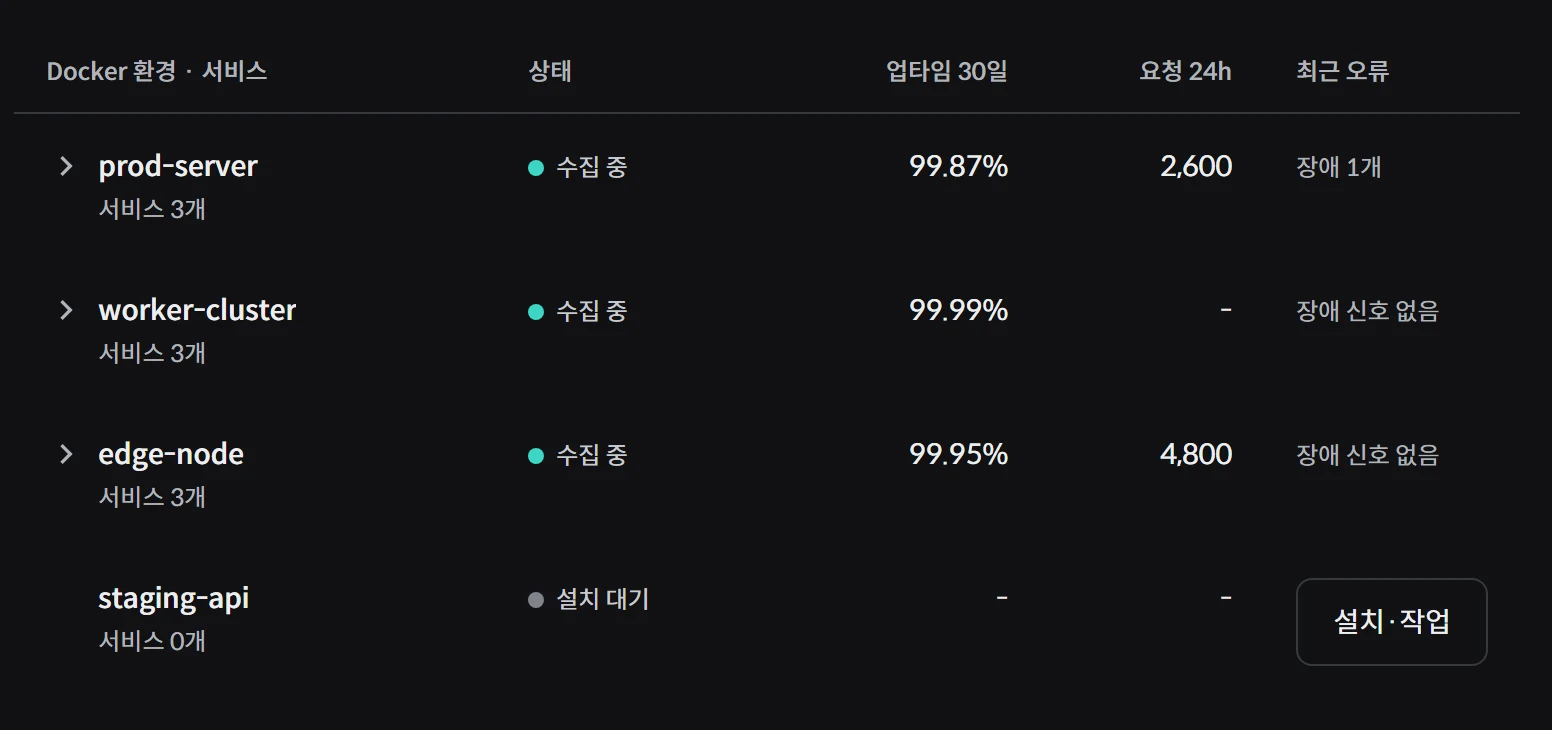 Docker 환경 · 서비스 상태 업타임 30일 요청 24h 최근 오류
prod-server 수집 중 99.87% 2,600 장애 1개
서비스 3개
worker-cluster 수집 중 99.99% - 장애 신호 없음
서비스 3개
edge-node 수집 중 99.95% 4,800 장애 신호 없음
서비스 3개
staging-api 설치 대기 - - 설치·작업
서비스 0개